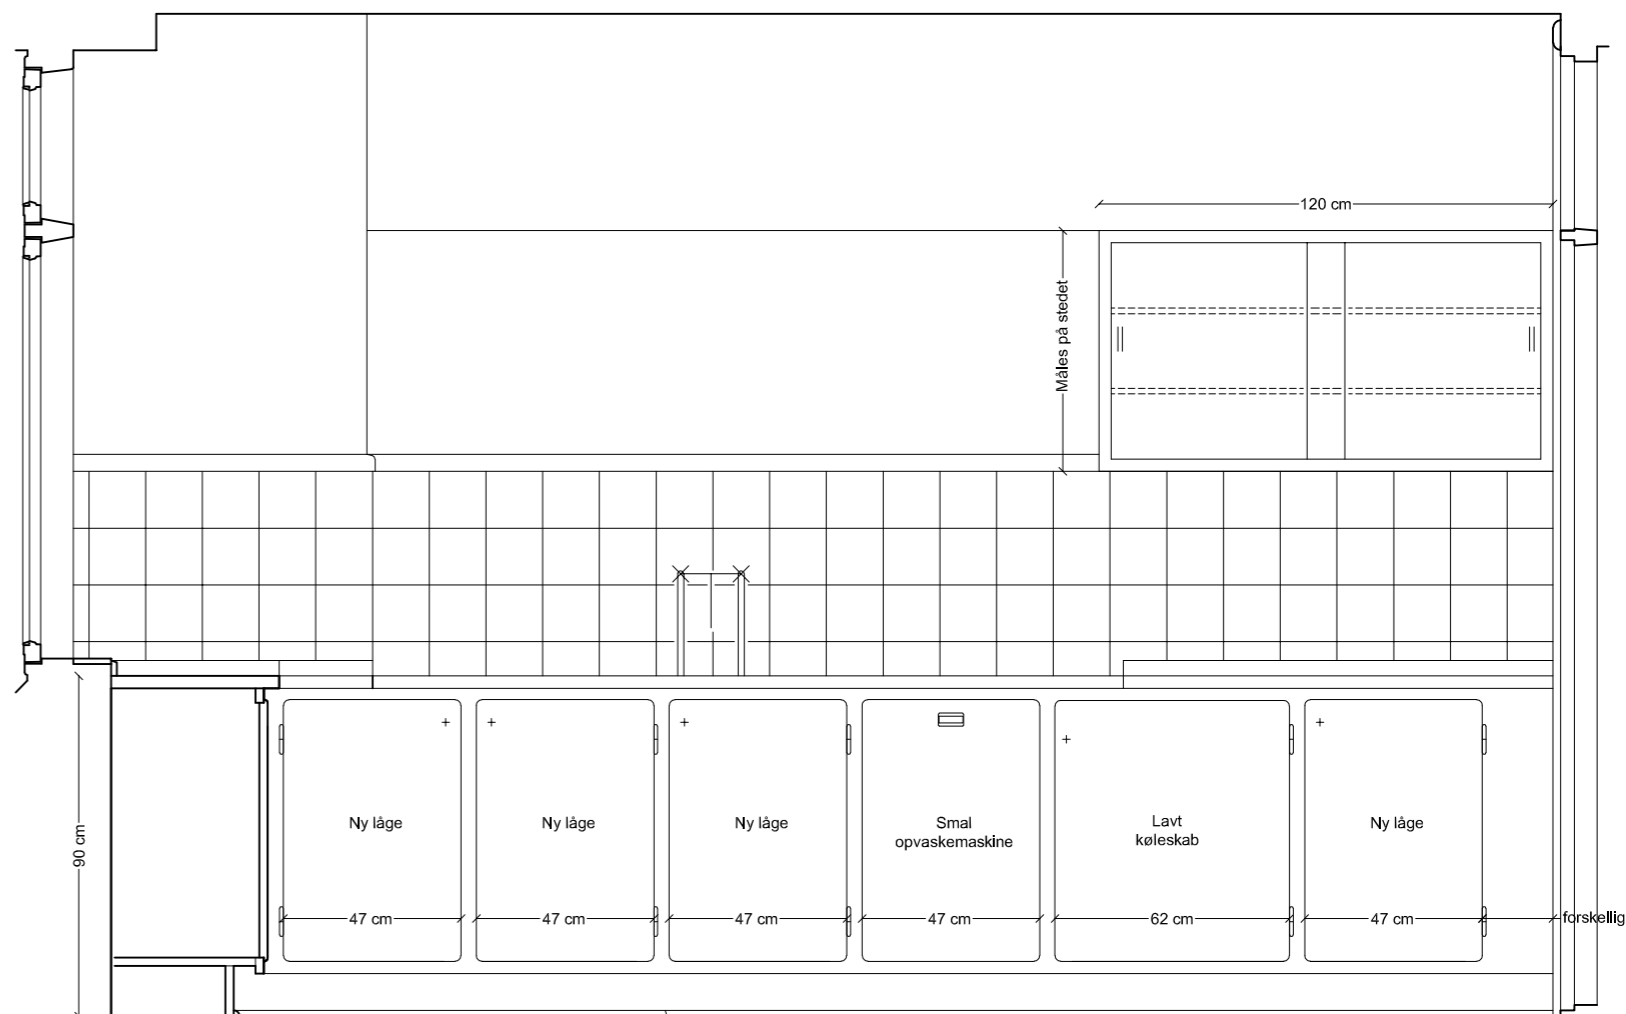 120 cm
Måles på stedet
Ny låge
Ny låge
Ny låge
Smal
opvaskemaskine
Lavt
køleskab
Ny låge
90 cm
47 cm
47 cm
47 cm
47 cm
62 cm
47 cm
forskellig